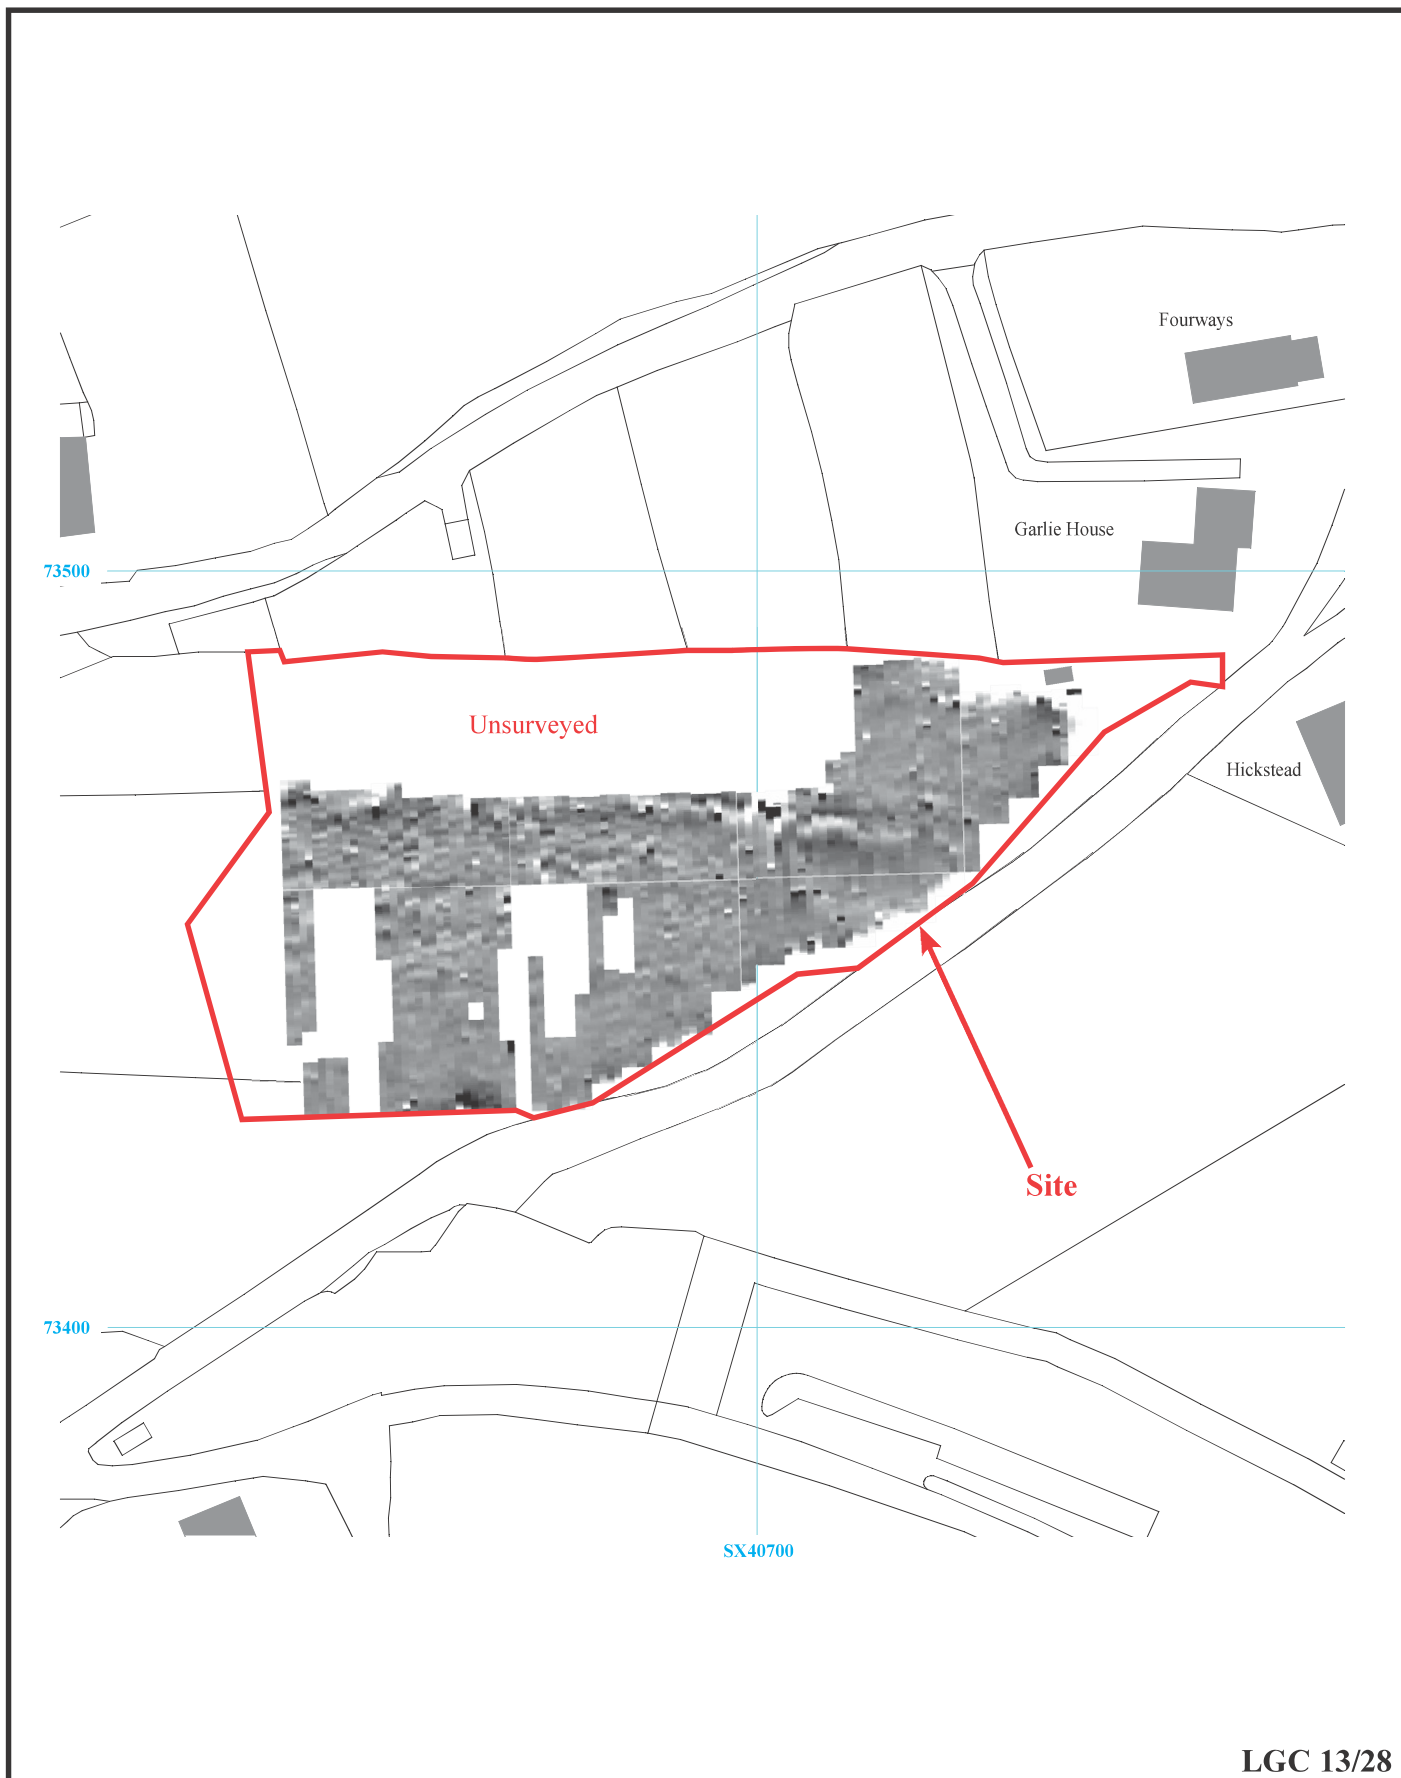 Fourways
Garlie House
73500
Unsurveyed
Hickstead
Site
73400
SX40700
LGC 13/28